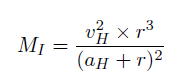 M_I = \frac{v_H^2 \times r^3}{(a_H + r)^2}